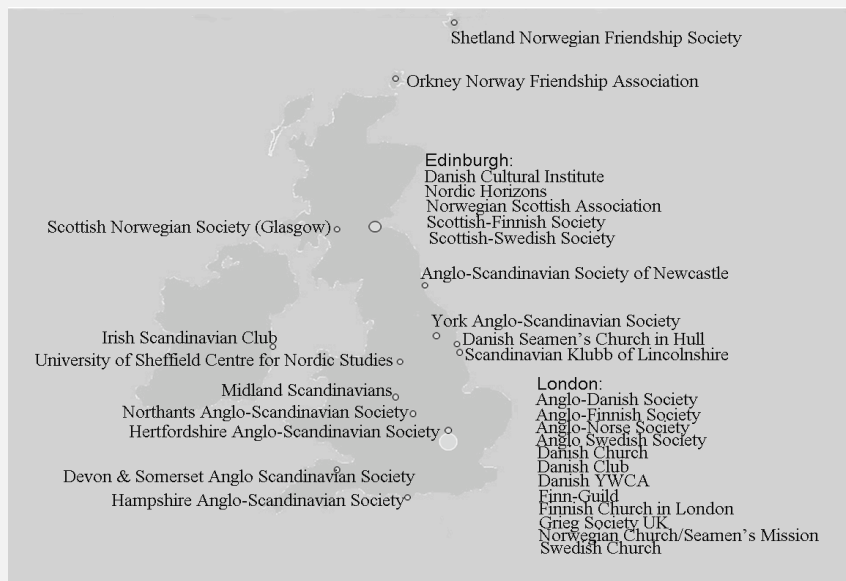 Shetland Norwegian Friendship Society
Orkney Norway Friendship Association
Edinburgh:
Danish Cultural Institute
Nordic Horizons
Norwegian Scottish Association
Scottish-Finnish Society
Scottish-Swedish Society
Scottish Norwegian Society (Glasgow)
Anglo-Scandinavian Society of Newcastle
York Anglo-Scandinavian Society
Danish Seamen's Church in Hull
Scandinavian Klubb of Lincolnshire
Irish Scandinavian Club
University of Sheffield Centre for Nordic Studies
Midland Scandinavians
Northants Anglo-Scandinavian Society
Hertfordshire Anglo-Scandinavian Society
Devon & Somerset Anglo Scandinavian Society
Hampshire Anglo-Scandinavian Society
London:
Anglo-Danish Society
Anglo-Finnish Society
Anglo-Norse Society
Anglo Swedish Society
Danish Church
Danish Club
Danish YWCA
Finn-Guild
Finnish Church in London
Grieg Society UK
Norwegian Church/Seamen's Mission
Swedish Church